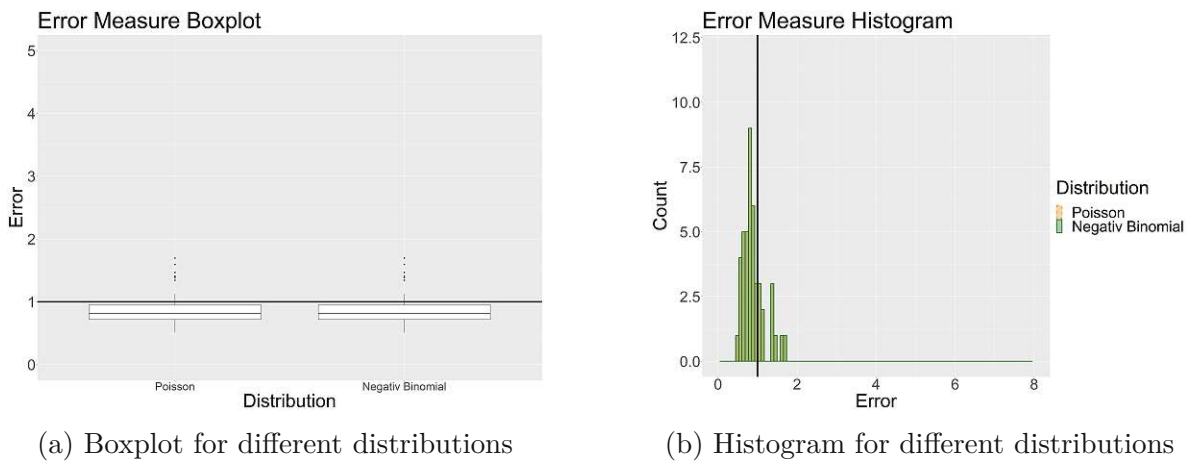 Error Measure Boxplot
5
4
3
2
1
0
Error
Poisson
Negativ Binomial
Distribution
(a) Boxplot for different distributions
Error Measure Histogram
12.5
10.0
7.5
5.0
2.5
0.0
Count
0
2
4
6
8
Error
Distribution
Poisson
Negativ Binomial
(b) Histogram for different distributions